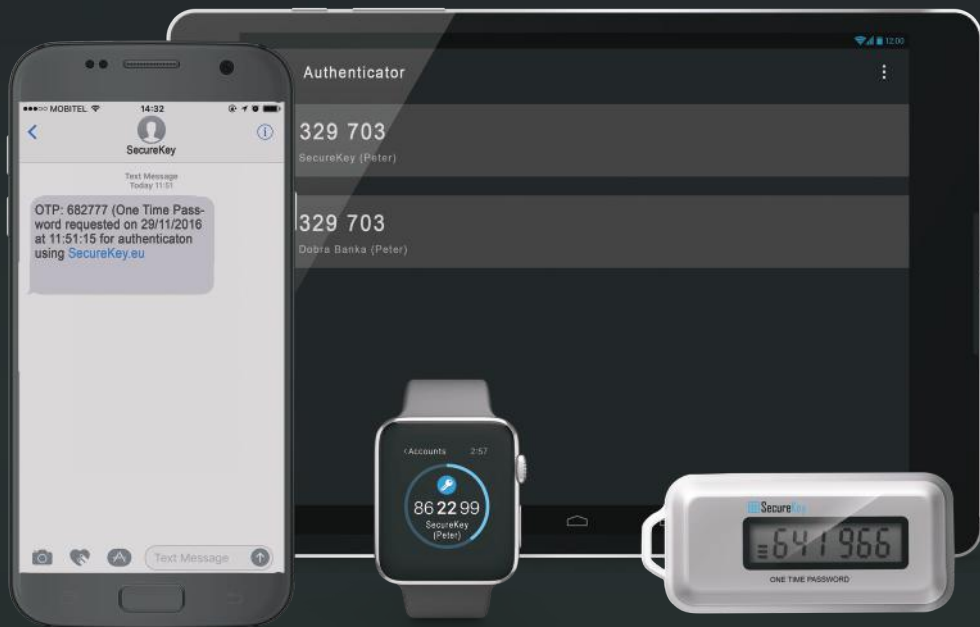 MOBITEL
14:32
SecureKey
Text Message
Today 11:51
OTP: 682777 (One Time Pass-
word requested on 29/11/2016
at 11:51:15 for authenticaton
using SecureKey.eu
Text Message
12:00
Authenticator
329 703
SecureKey (Peter)
329 703
Dobra Banka (Peter)
<Accounts 2:57
86 22 99
SecureKey
(Peter)
SecureKey
641 966
ONE TIME PASSWORD